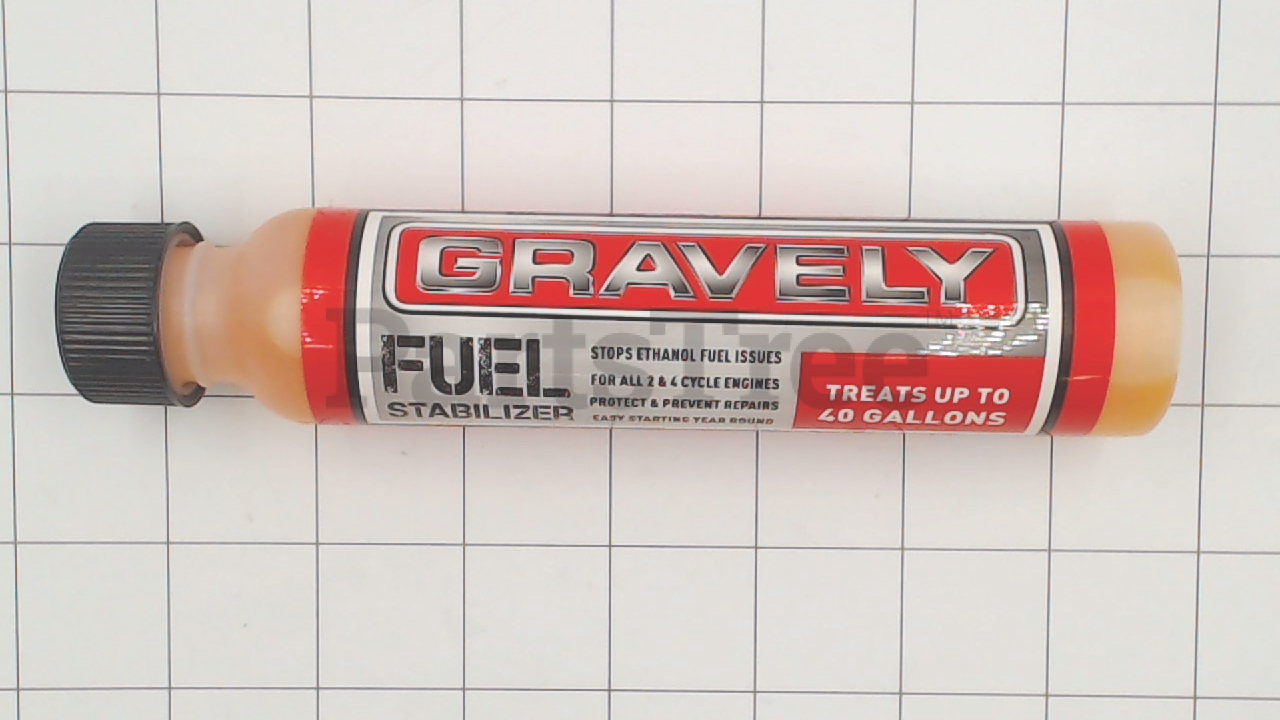 GRAVELY
FUEL
STABILIZER
STOPS ETHANOL FUEL ISSUES
FOR ALL 2 & 4 CYCLE ENGINES
PROTECT & PREVENT REPAIRS
EASY STARTING YEAR ROUND
TREATS UP TO
40 GALLONS
PartsTree